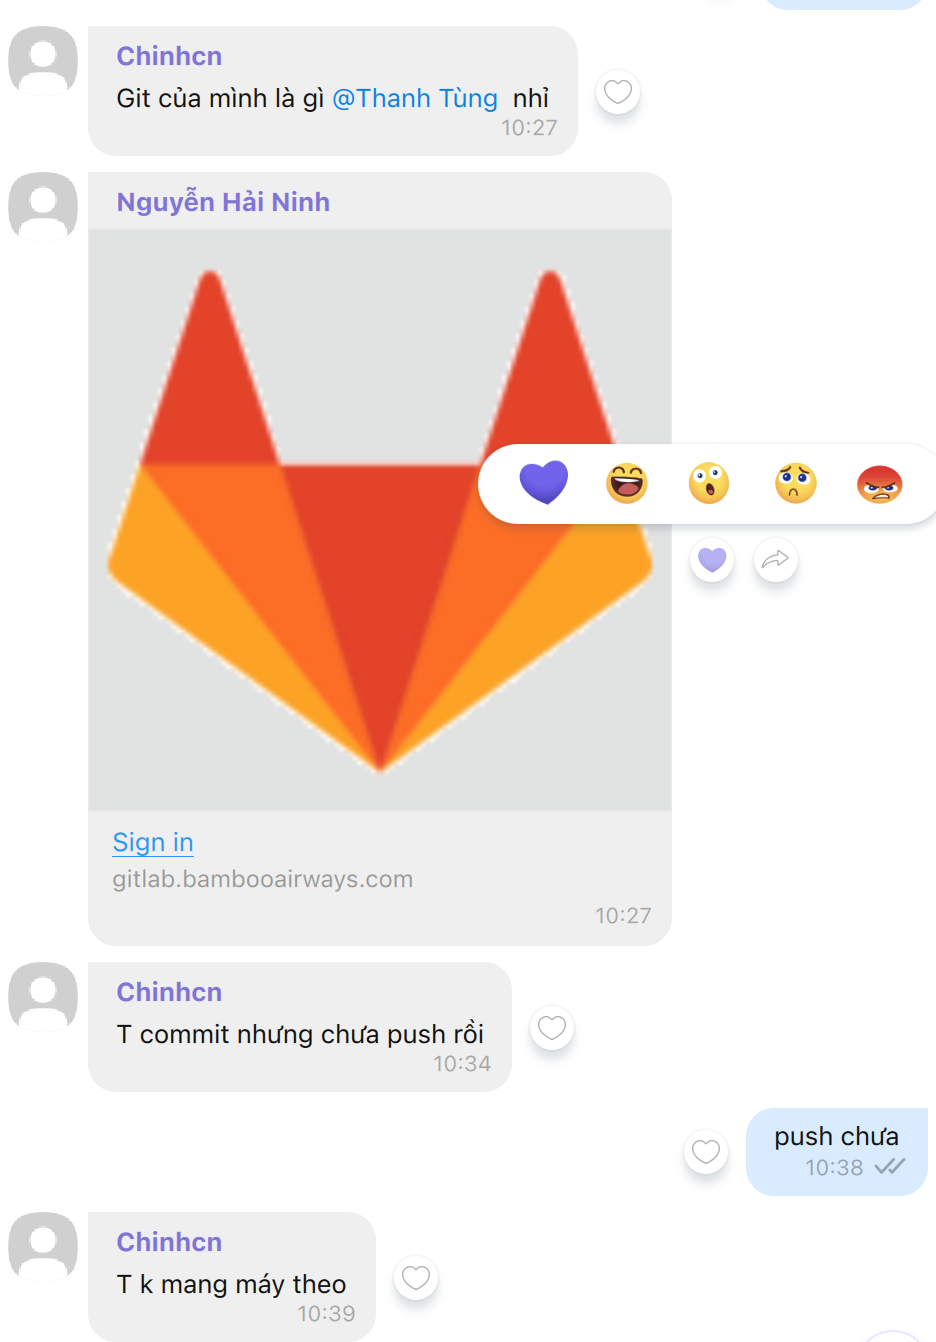 Chinhcn
Git của mình là gì @Thanh Tùng nhỉ
10:27
Nguyễn Hải Ninh
Sign in
gitlab.bambooairways.com
10:27
Chinhcn
T commit nhưng chưa push rồi
10:34
push chưa
10:38
Chinhcn
T k mang máy theo
10:39